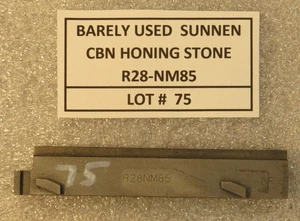 BARELY USED SUNNEN
CBN HONING STONE
R28-NM85
LOT # 75
75
R28NM85